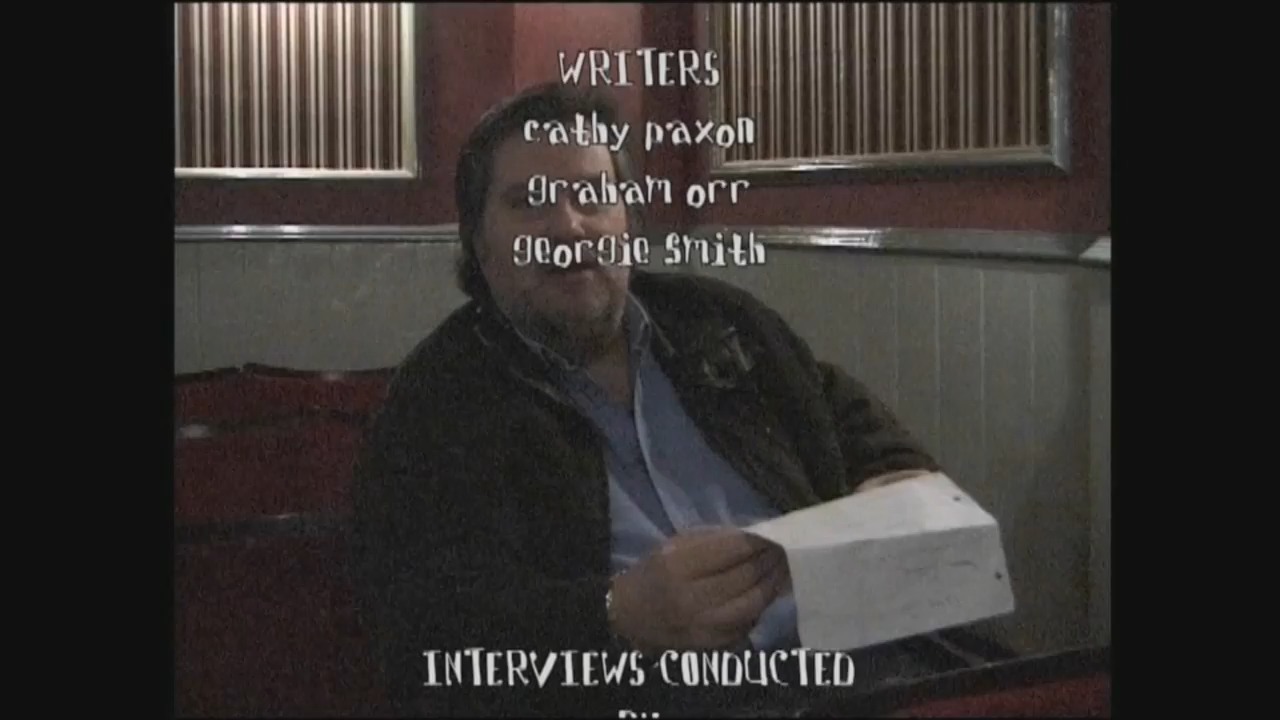 WRITERS
cathy paxon
graham orr
georgie smith
INTERVIEWS CONDUCTED